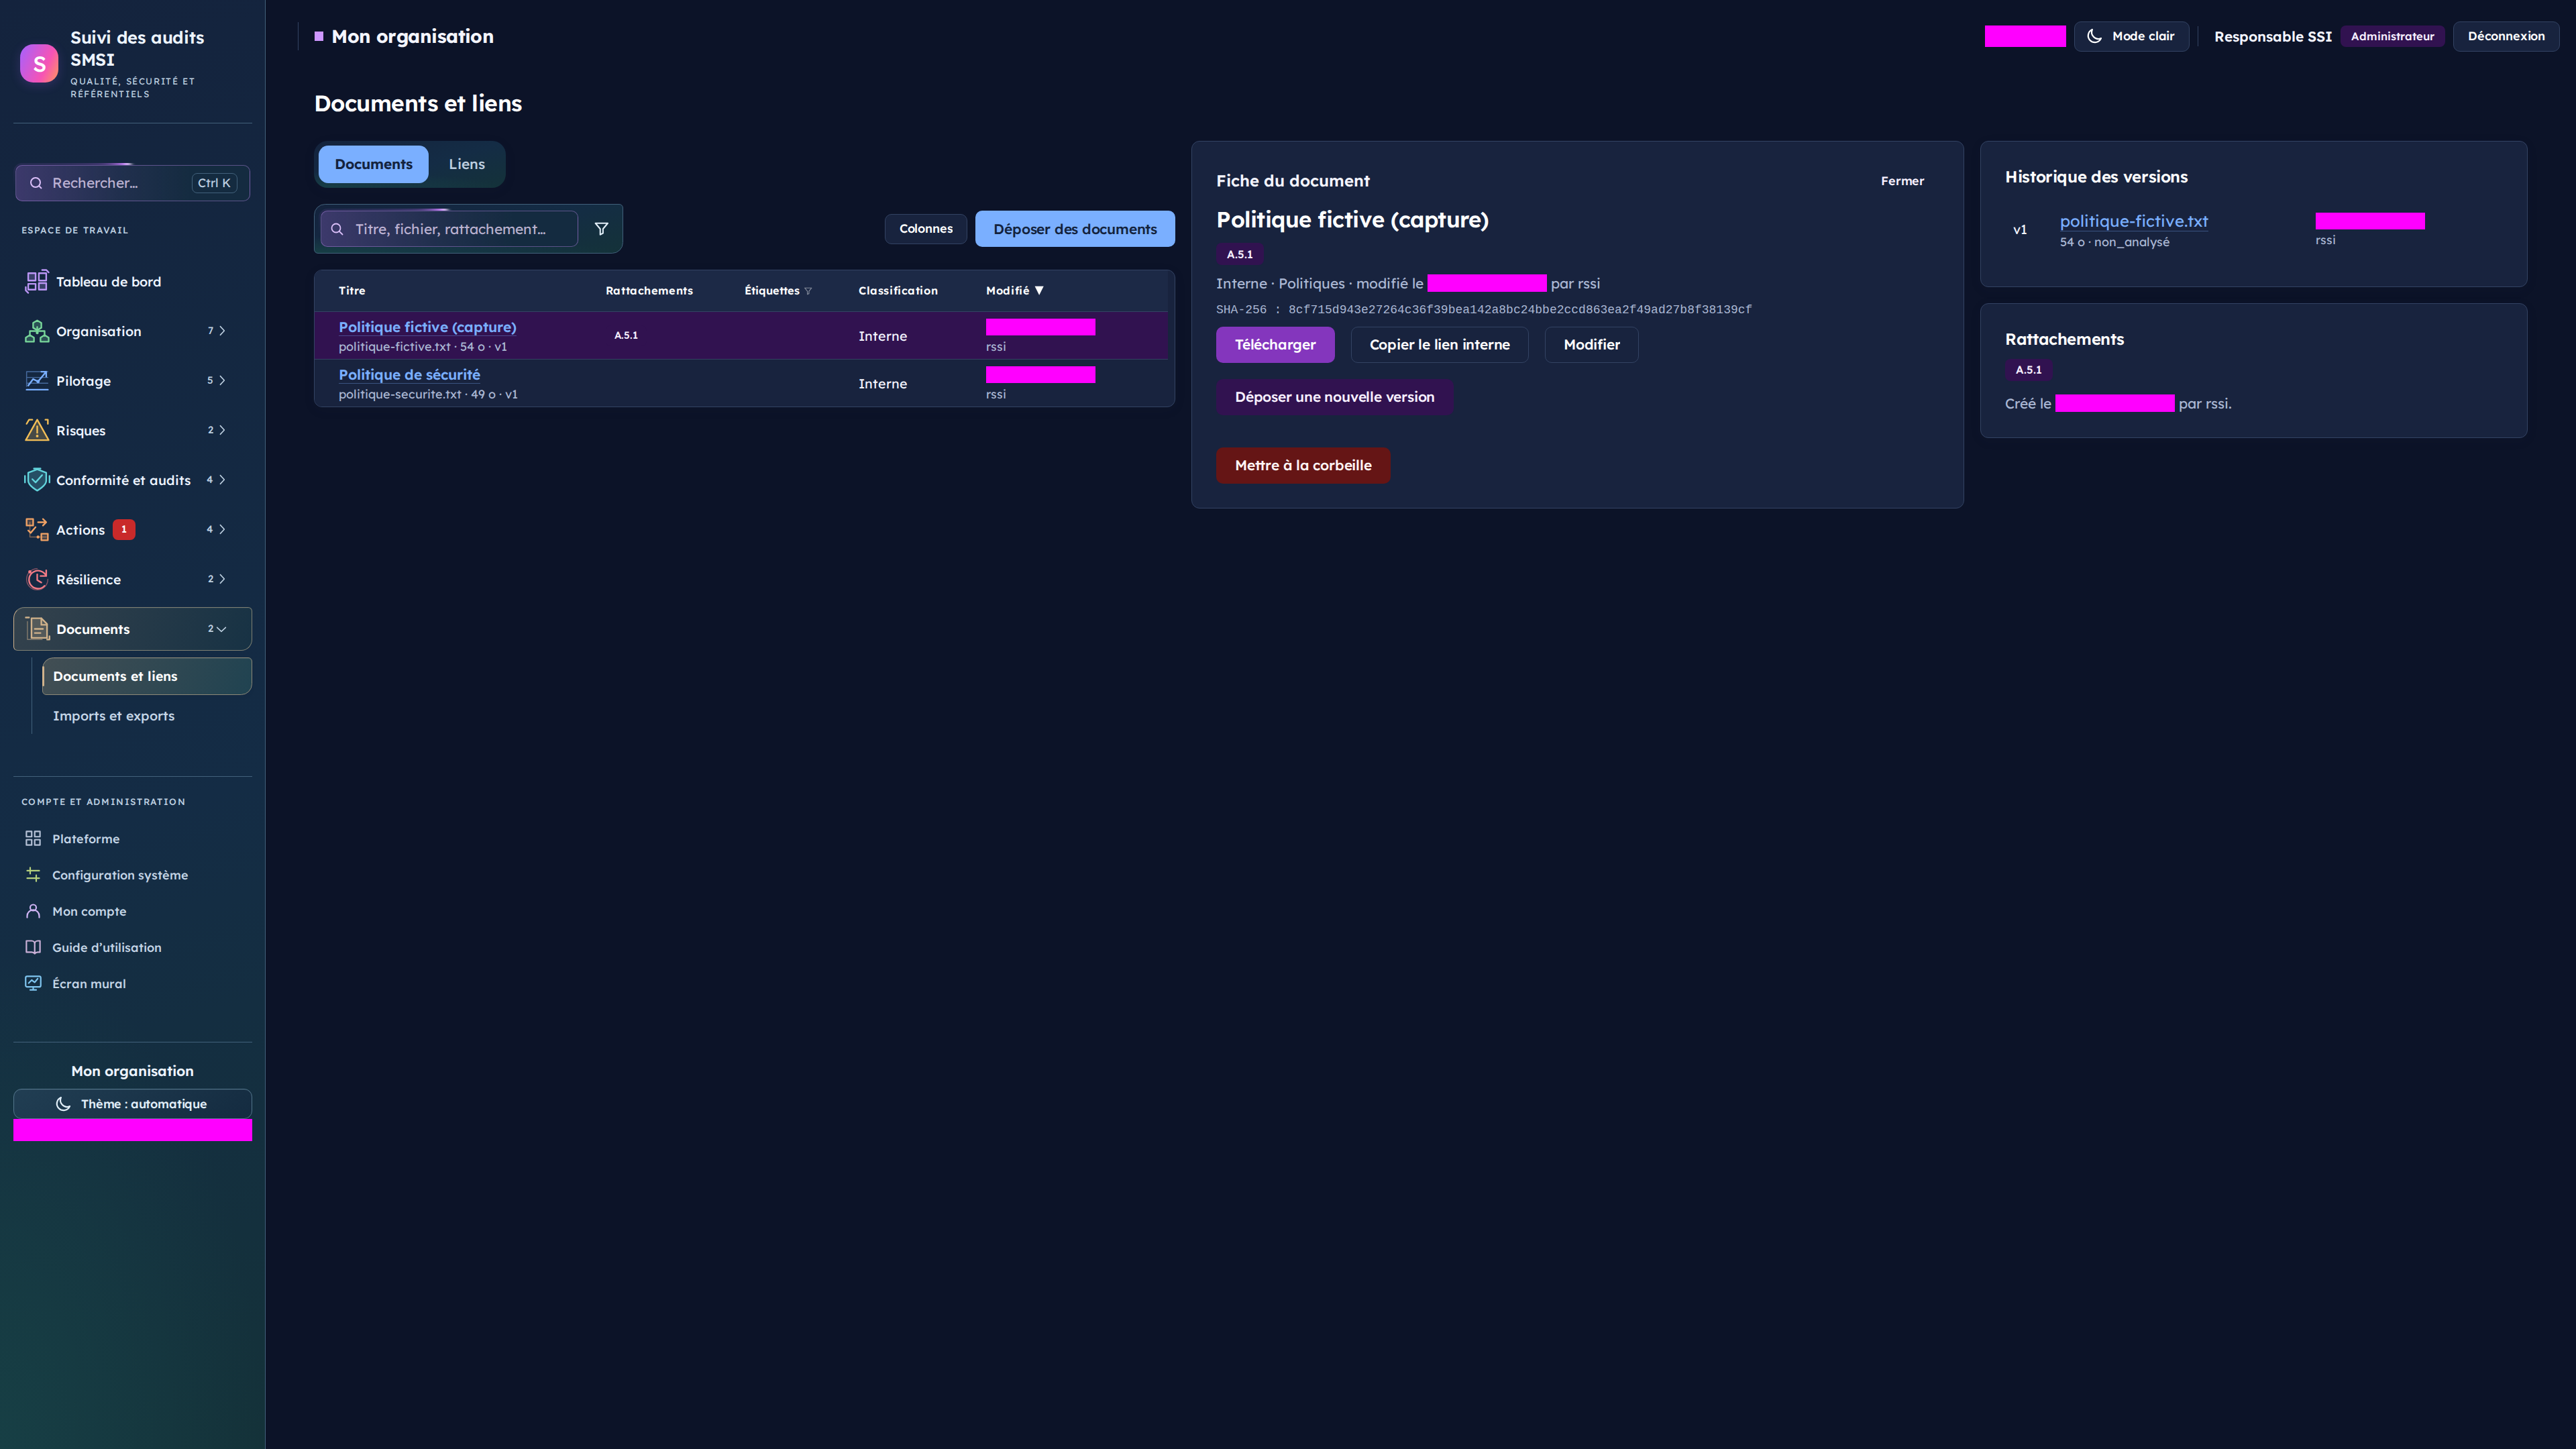 S
Suivi des audits
SMSI
QUALITÉ, SÉCURITÉ ET
RÉFÉRENTIELS
Rechercher... Ctrl K
ESPACE DE TRAVAIL
Tableau de bord
Organisation 7
Pilotage 5
Risques 2
Conformité et audits 4
Actions 1 4
Résilience 2
Documents 2
Documents et liens
Imports et exports
COMPTE ET ADMINISTRATION
Plateforme
Configuration système
Mon compte
Guide d’utilisation
Écran mural
Mon organisation
Thème : automatique
Mon organisation
Mode clair
Responsable SSI Administrateur Déconnexion
Documents et liens
Documents Liens
Titre, fichier, rattachement...
Colonnes Déposer des documents
Titre Rattachements Étiquettes Classification Modifié ▼
Politique fictive (capture)
politique-fictive.txt · 54 o · v1
A.5.1
Interne
rssi
Politique de sécurité
politique-securite.txt · 49 o · v1
Interne
rssi
Fiche du document Fermer
Politique fictive (capture)
A.5.1
Interne · Politiques · modifié le par rssi
SHA-256 : 8cf715d943e27264c36f39bea142a8bc24bbe2ccd863ea2f49ad27b8f38139cf
Télécharger Copier le lien interne Modifier
Déposer une nouvelle version
Mettre à la corbeille
Historique des versions
v1 politique-fictive.txt
54 o · non_analysé
rssi
Rattachements
A.5.1
Créé le par rssi.